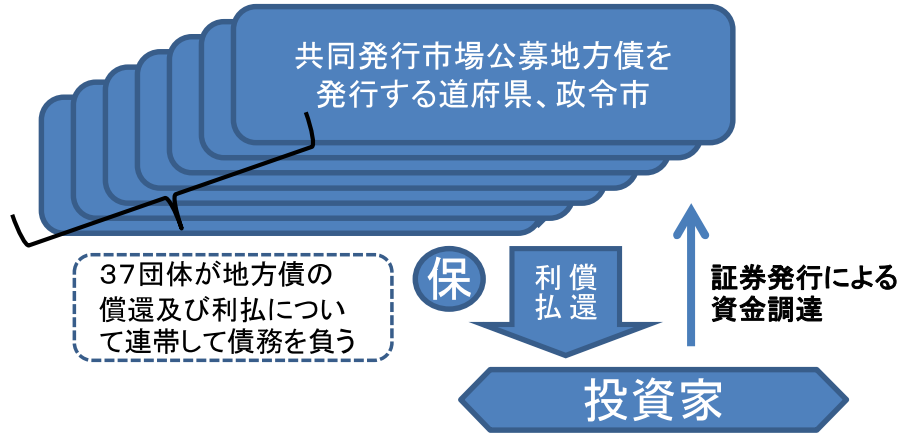 共同発行市場公募地方債を
発行する道府県、政令市
３７団体が地方債の
償還及び利払につい
て連帯して債務を負う
保
償還
利払
証券発行による
資金調達
投資家